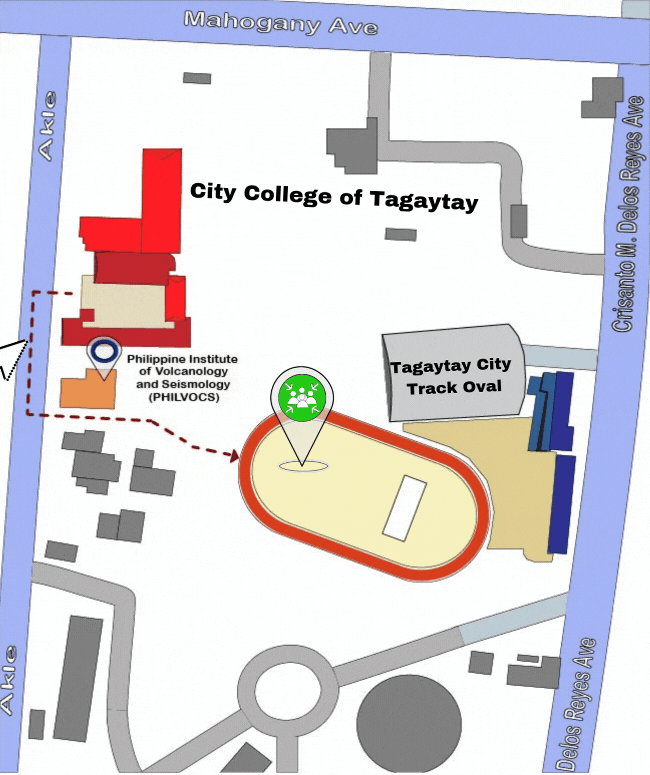 Mahogany Ave
Akle
Crisanto M. Delos Reyes Ave
City College of Tagaytay
Philippine Institute
of Volcanology
and Seismology
(PHILVOCS)
Tagaytay City
Track Oval
Akle
Delos Reyes Ave